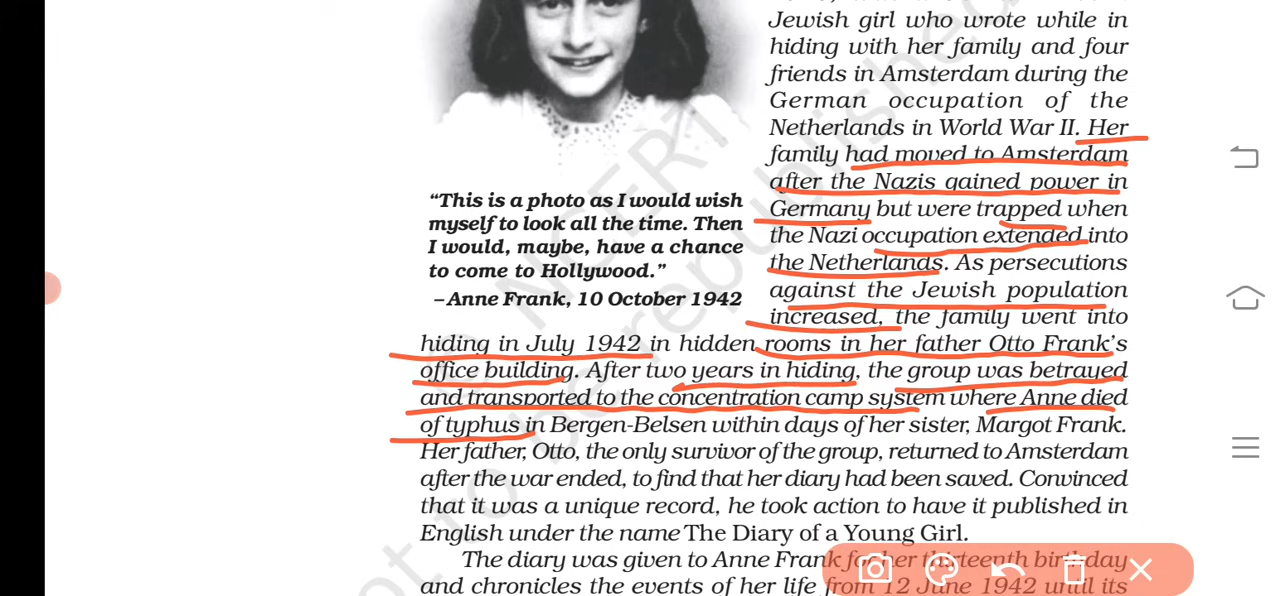 Jewish girl who wrote while in
hiding with her family and four
friends in Amsterdam during the
German occupation of the
Netherlands in World War II. Her
family had moved to Amsterdam
after the Nazis gained power in
Germany but were trapped when
the Nazi occupation extended into
the Netherlands. As persecutions
against the Jewish population
increased, the family went into
"This is a photo as I would wish
myself to look all the time. Then
I would, maybe, have a chance
to come to Hollywood."
– Anne Frank, 10 October 1942
hiding in July 1942 in hidden rooms in her father Otto Frank's
office building. After two years in hiding, the group was betrayed
and transported to the concentration camp system where Anne died
of typhus in Bergen-Belsen within days of her sister, Margot Frank.
Her father, Otto, the only survivor of the group, returned to Amsterdam
after the war ended, to find that her diary had been saved. Convinced
that it was a unique record, he took action to have it published in
English under the name The Diary of a Young Girl.
The diary was given to Anne Frank for her thirteenth birthday
and chronicles the events of her life from 12 June 1942 until its